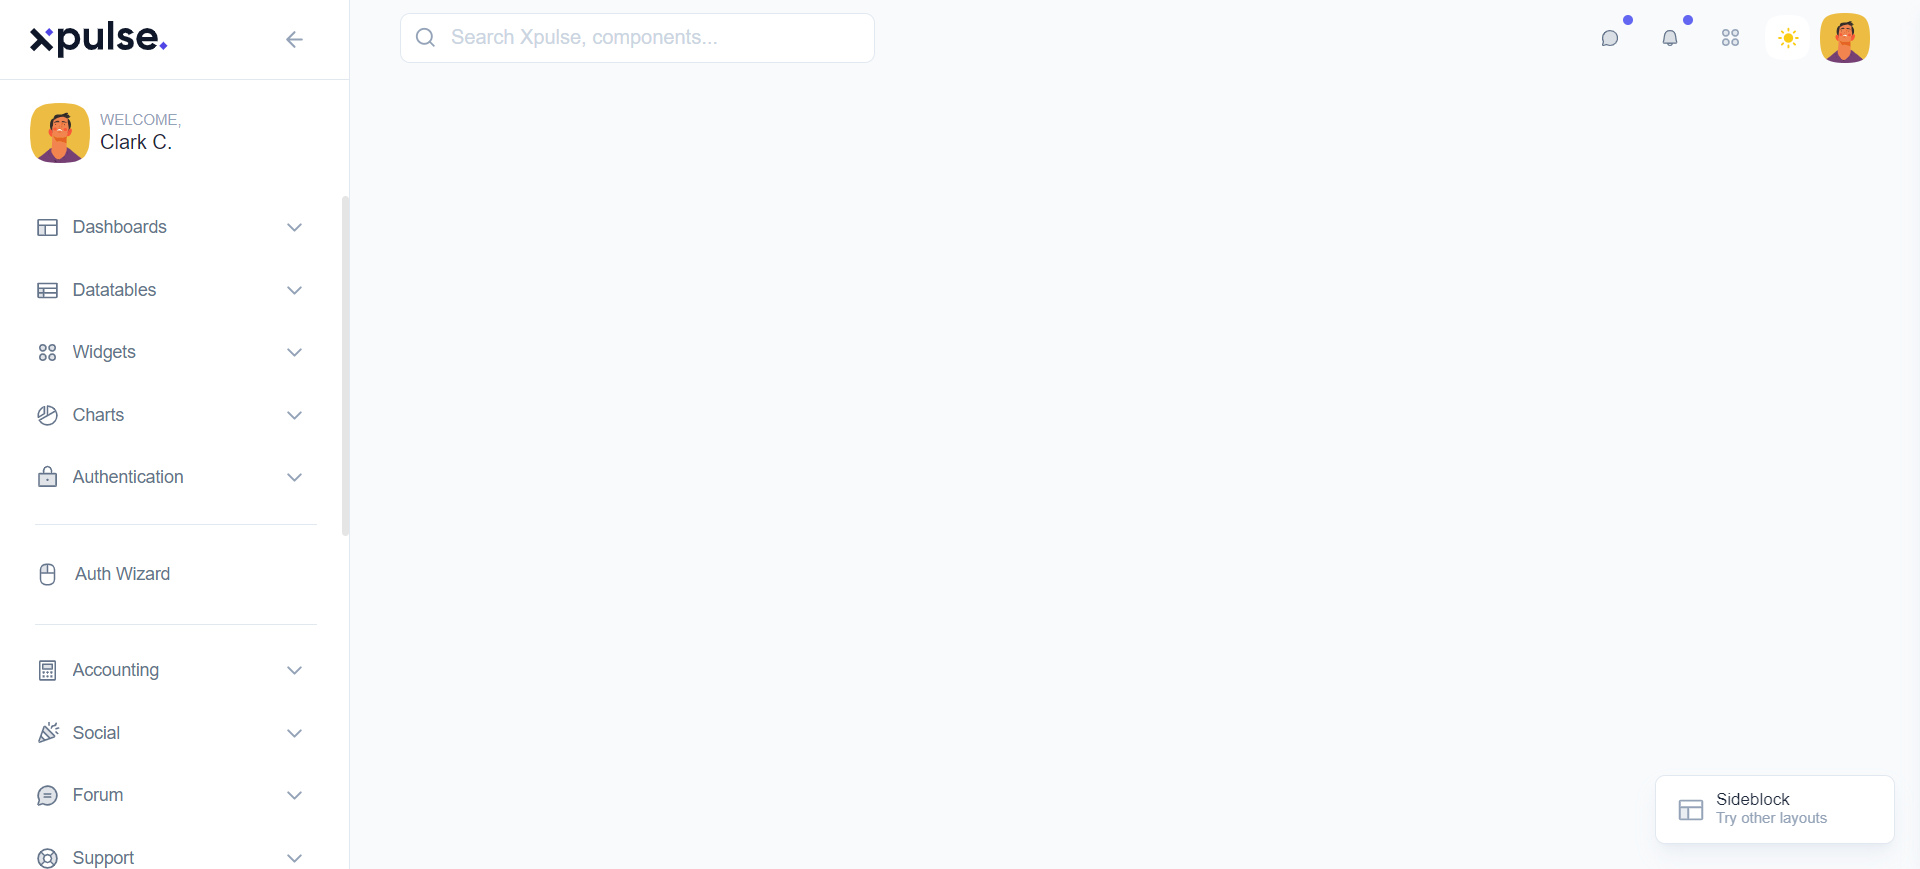 xpulse.
Search Xpulse, components...
WELCOME,
Clark C.
Dashboards
Datatables
Widgets
Charts
Authentication
Auth Wizard
Accounting
Social
Forum
Support
Sideblock
Try other layouts